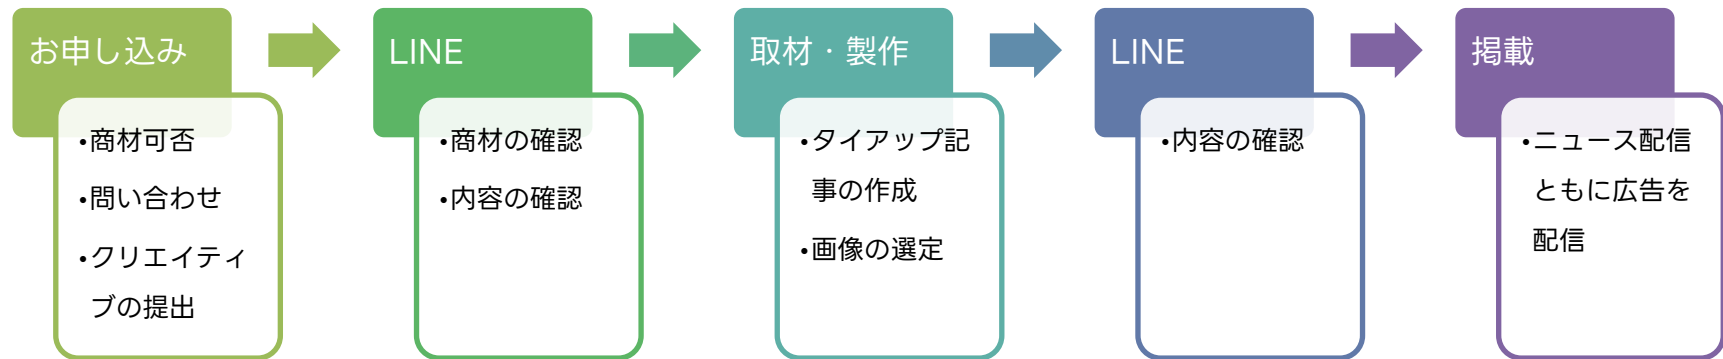 お申し込み
・商材可否
・問い合わせ
・クリエイティ
ブの提出
LINE
・商材の確認
・内容の確認
取材・製作
・タイアップ記
事の作成
・画像の選定
LINE
・内容の確認
掲載
・ニュース配信
ともに広告を
配信